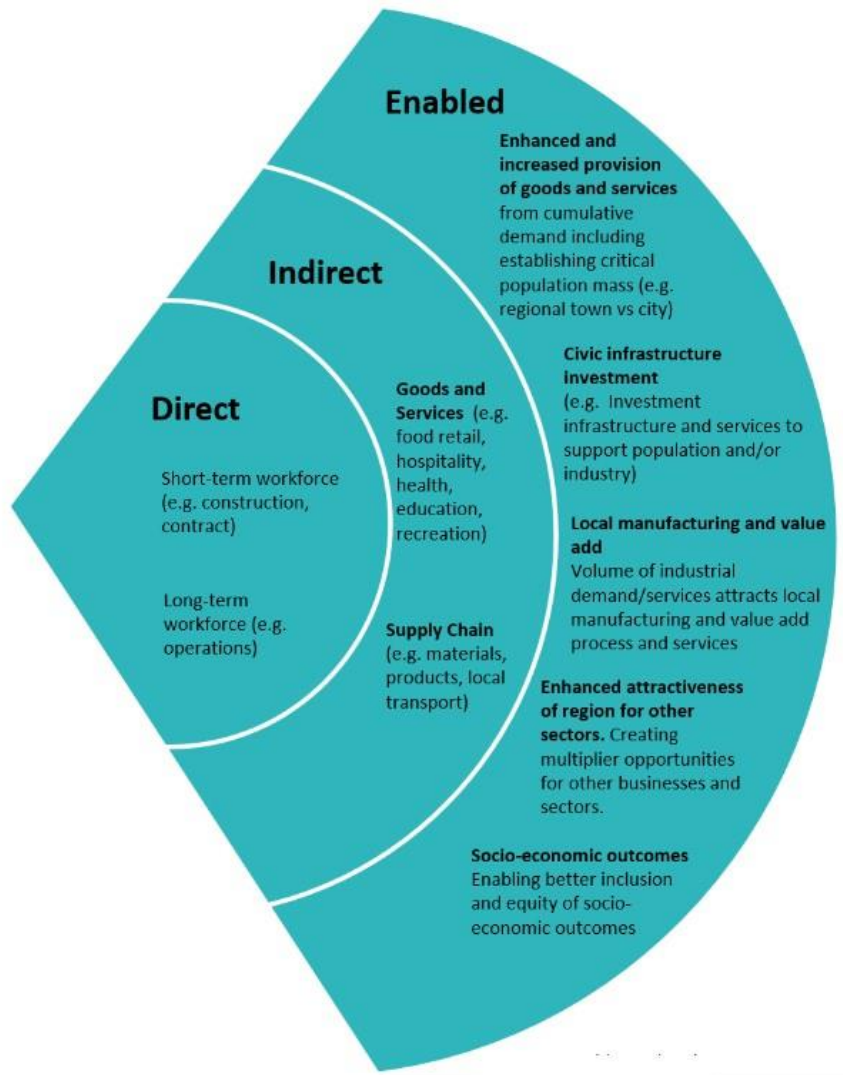 Enabled
Enhanced and
increased provision
of goods and services
from cumulative
demand including
establishing critical
population mass (e.g.
regional town vs city)
Indirect
Civic infrastructure
investment
(e.g. Investment
infrastructure and services to
support population and/or
industry)
Goods and
Services (e.g.
food retail,
hospitality,
health,
education,
recreation)
Direct
Short-term workforce
(e.g. construction,
contract)
Local manufacturing and value
add
Volume of industrial
demand/services attracts local
manufacturing and value add
process and services
Long-term
workforce (e.g.
operations)
Supply Chain
(e.g. materials,
products, local
transport)
Enhanced attractiveness
of region for other
sectors. Creating
multiplier opportunities
for other businesses and
sectors.
Socio-economic outcomes
Enabling better inclusion
and equity of socio-
economic outcomes